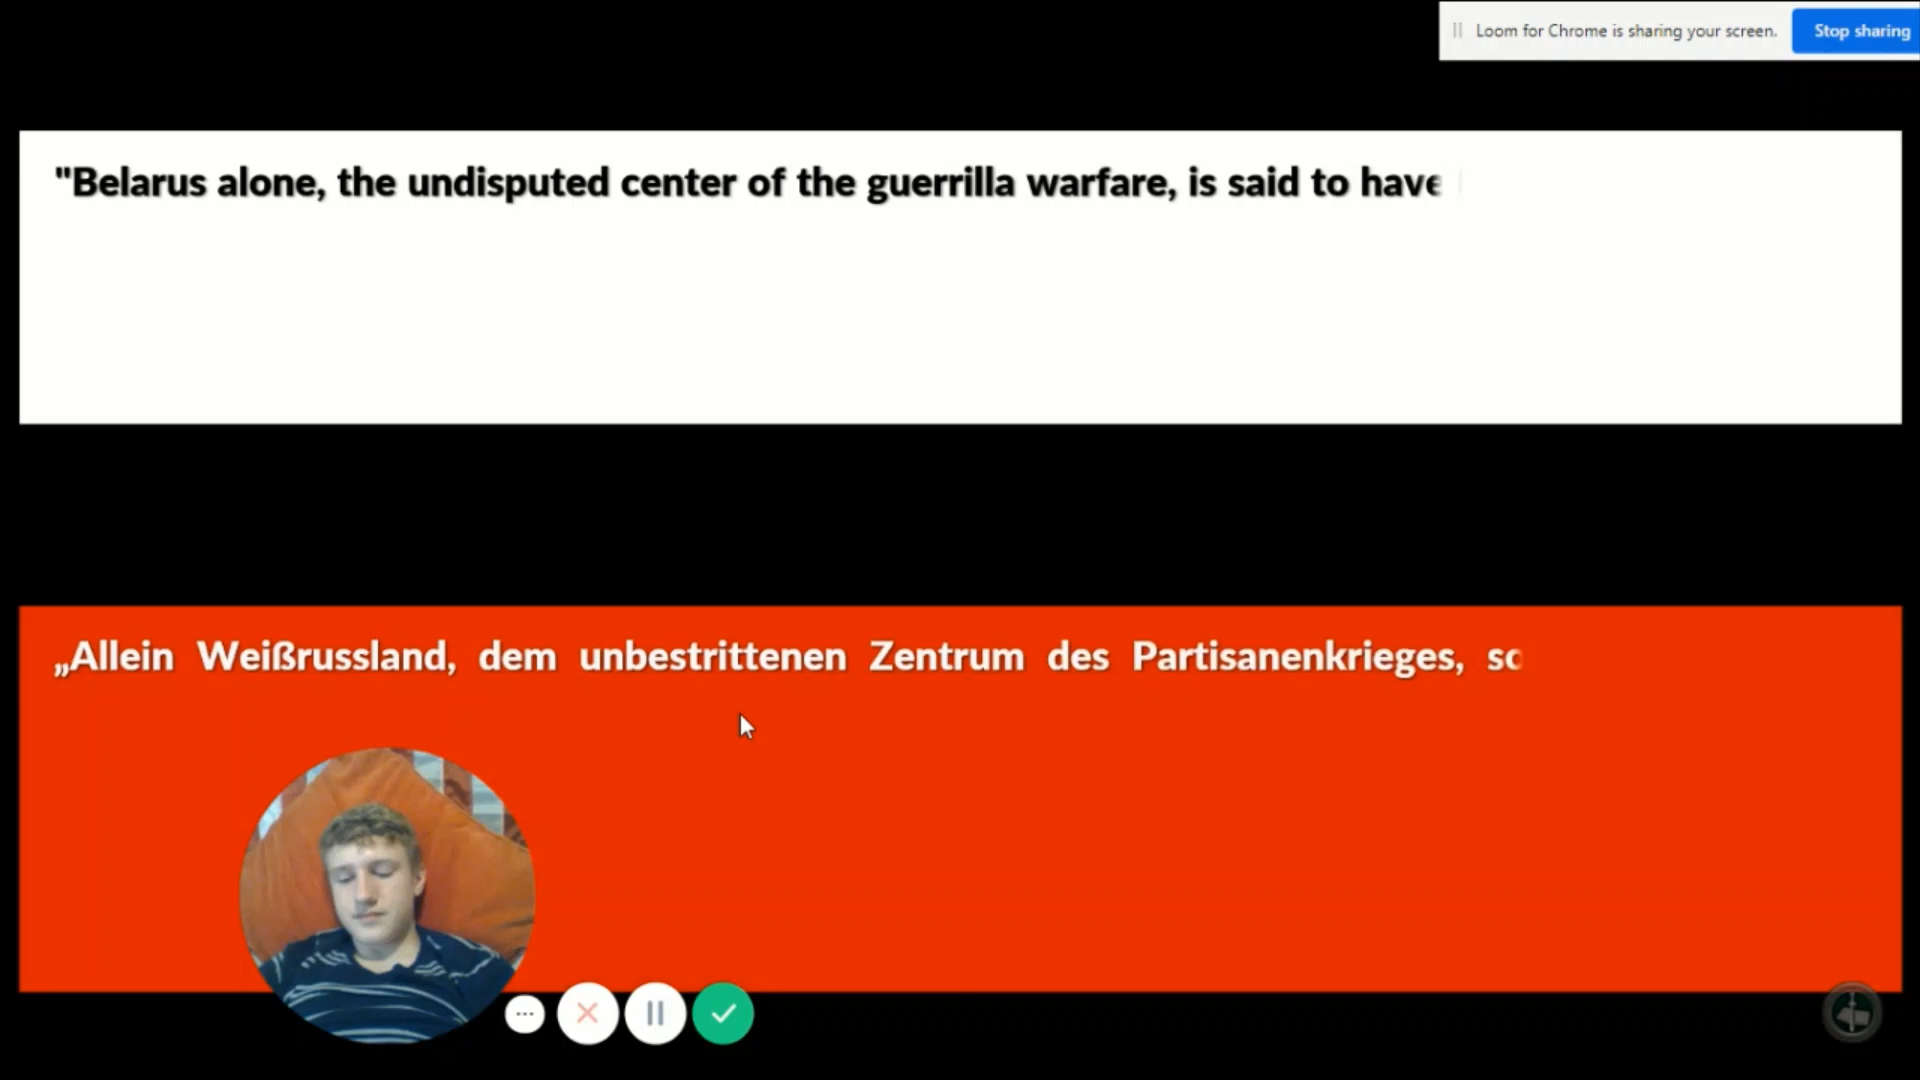 Loom for Chrome is sharing your screen.
Stop sharing
"Belarus alone, the undisputed center of the guerrilla warfare, is said to have
„Allein Weißrussland, dem unbestrittenen Zentrum des Partisanenkrieges,